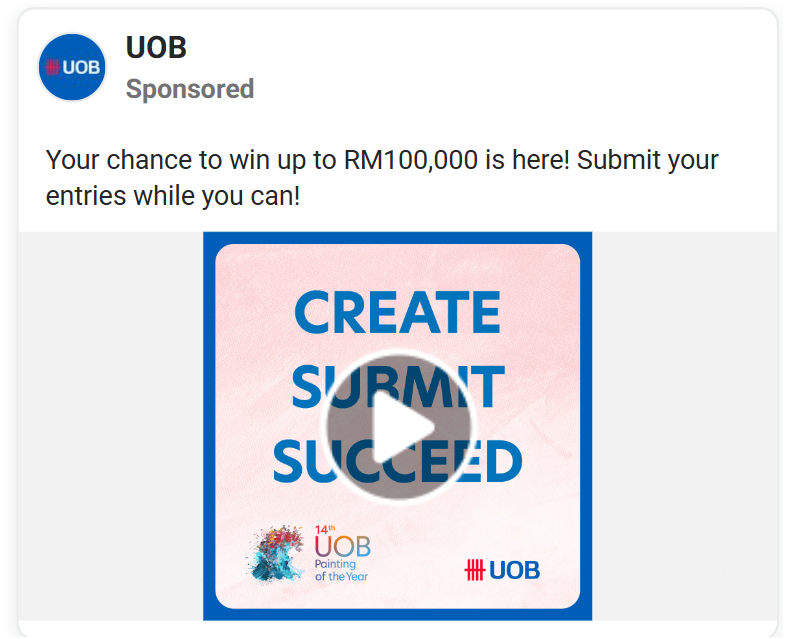 UOB
UOB
Sponsored
Your chance to win up to RM100,000 is here! Submit your
entries while you can!
CREATE
SUBMIT
SUCCEED
14th
UOB
Painting
of the Year
UOB